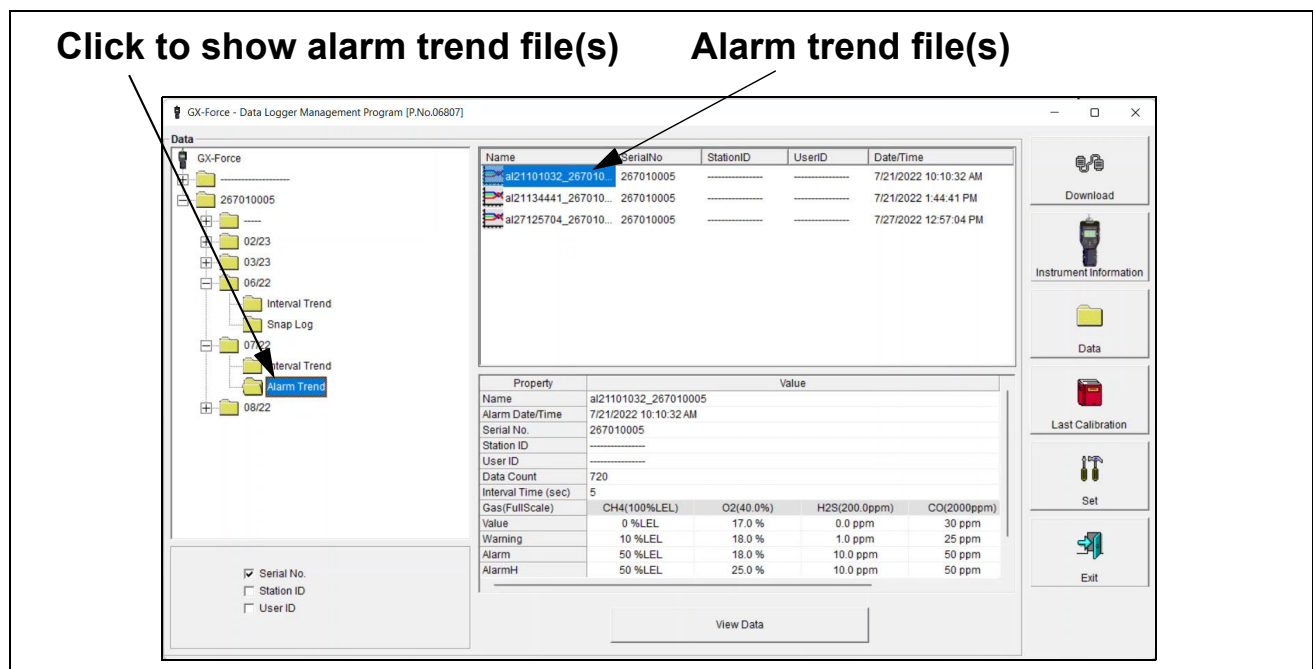 Click to show alarm trend file(s) Alarm trend file(s)
GX-Force - Data Logger Management Program [P.No.06807]
Data
GX-Force
--------------------
267010005
-----
02/23
03/23
06/22
Interval Trend
Snap Log
07/22
Interval Trend
Alarm Trend
08/22
Serial No.
Station ID
User ID
Name SerialNo StationID UserID Date/Time
al21101032_267010... 267010005 --------------- --------------- 7/21/2022 10:10:32 AM
al21134441_267010... 267010005 --------------- --------------- 7/21/2022 1:44:41 PM
al27125704_267010... 267010005 --------------- --------------- 7/27/2022 12:57:04 PM
Property Value
Name al21101032_267010005
Alarm Date/Time 7/21/2022 10:10:32 AM
Serial No. 267010005
Station ID ---------------
User ID ---------------
Data Count 720
Interval Time (sec) 5
Gas(FullScale) CH4(100%LEL) O2(40.0%) H2S(200.0ppm) CO(2000ppm)
Value 0 %LEL 17.0 % 0.0 ppm 30 ppm
Warning 10 %LEL 18.0 % 1.0 ppm 25 ppm
Alarm 50 %LEL 18.0 % 10.0 ppm 50 ppm
AlarmH 50 %LEL 25.0 % 10.0 ppm 50 ppm
View Data
Download
Instrument Information
Data
Last Calibration
Set
Exit